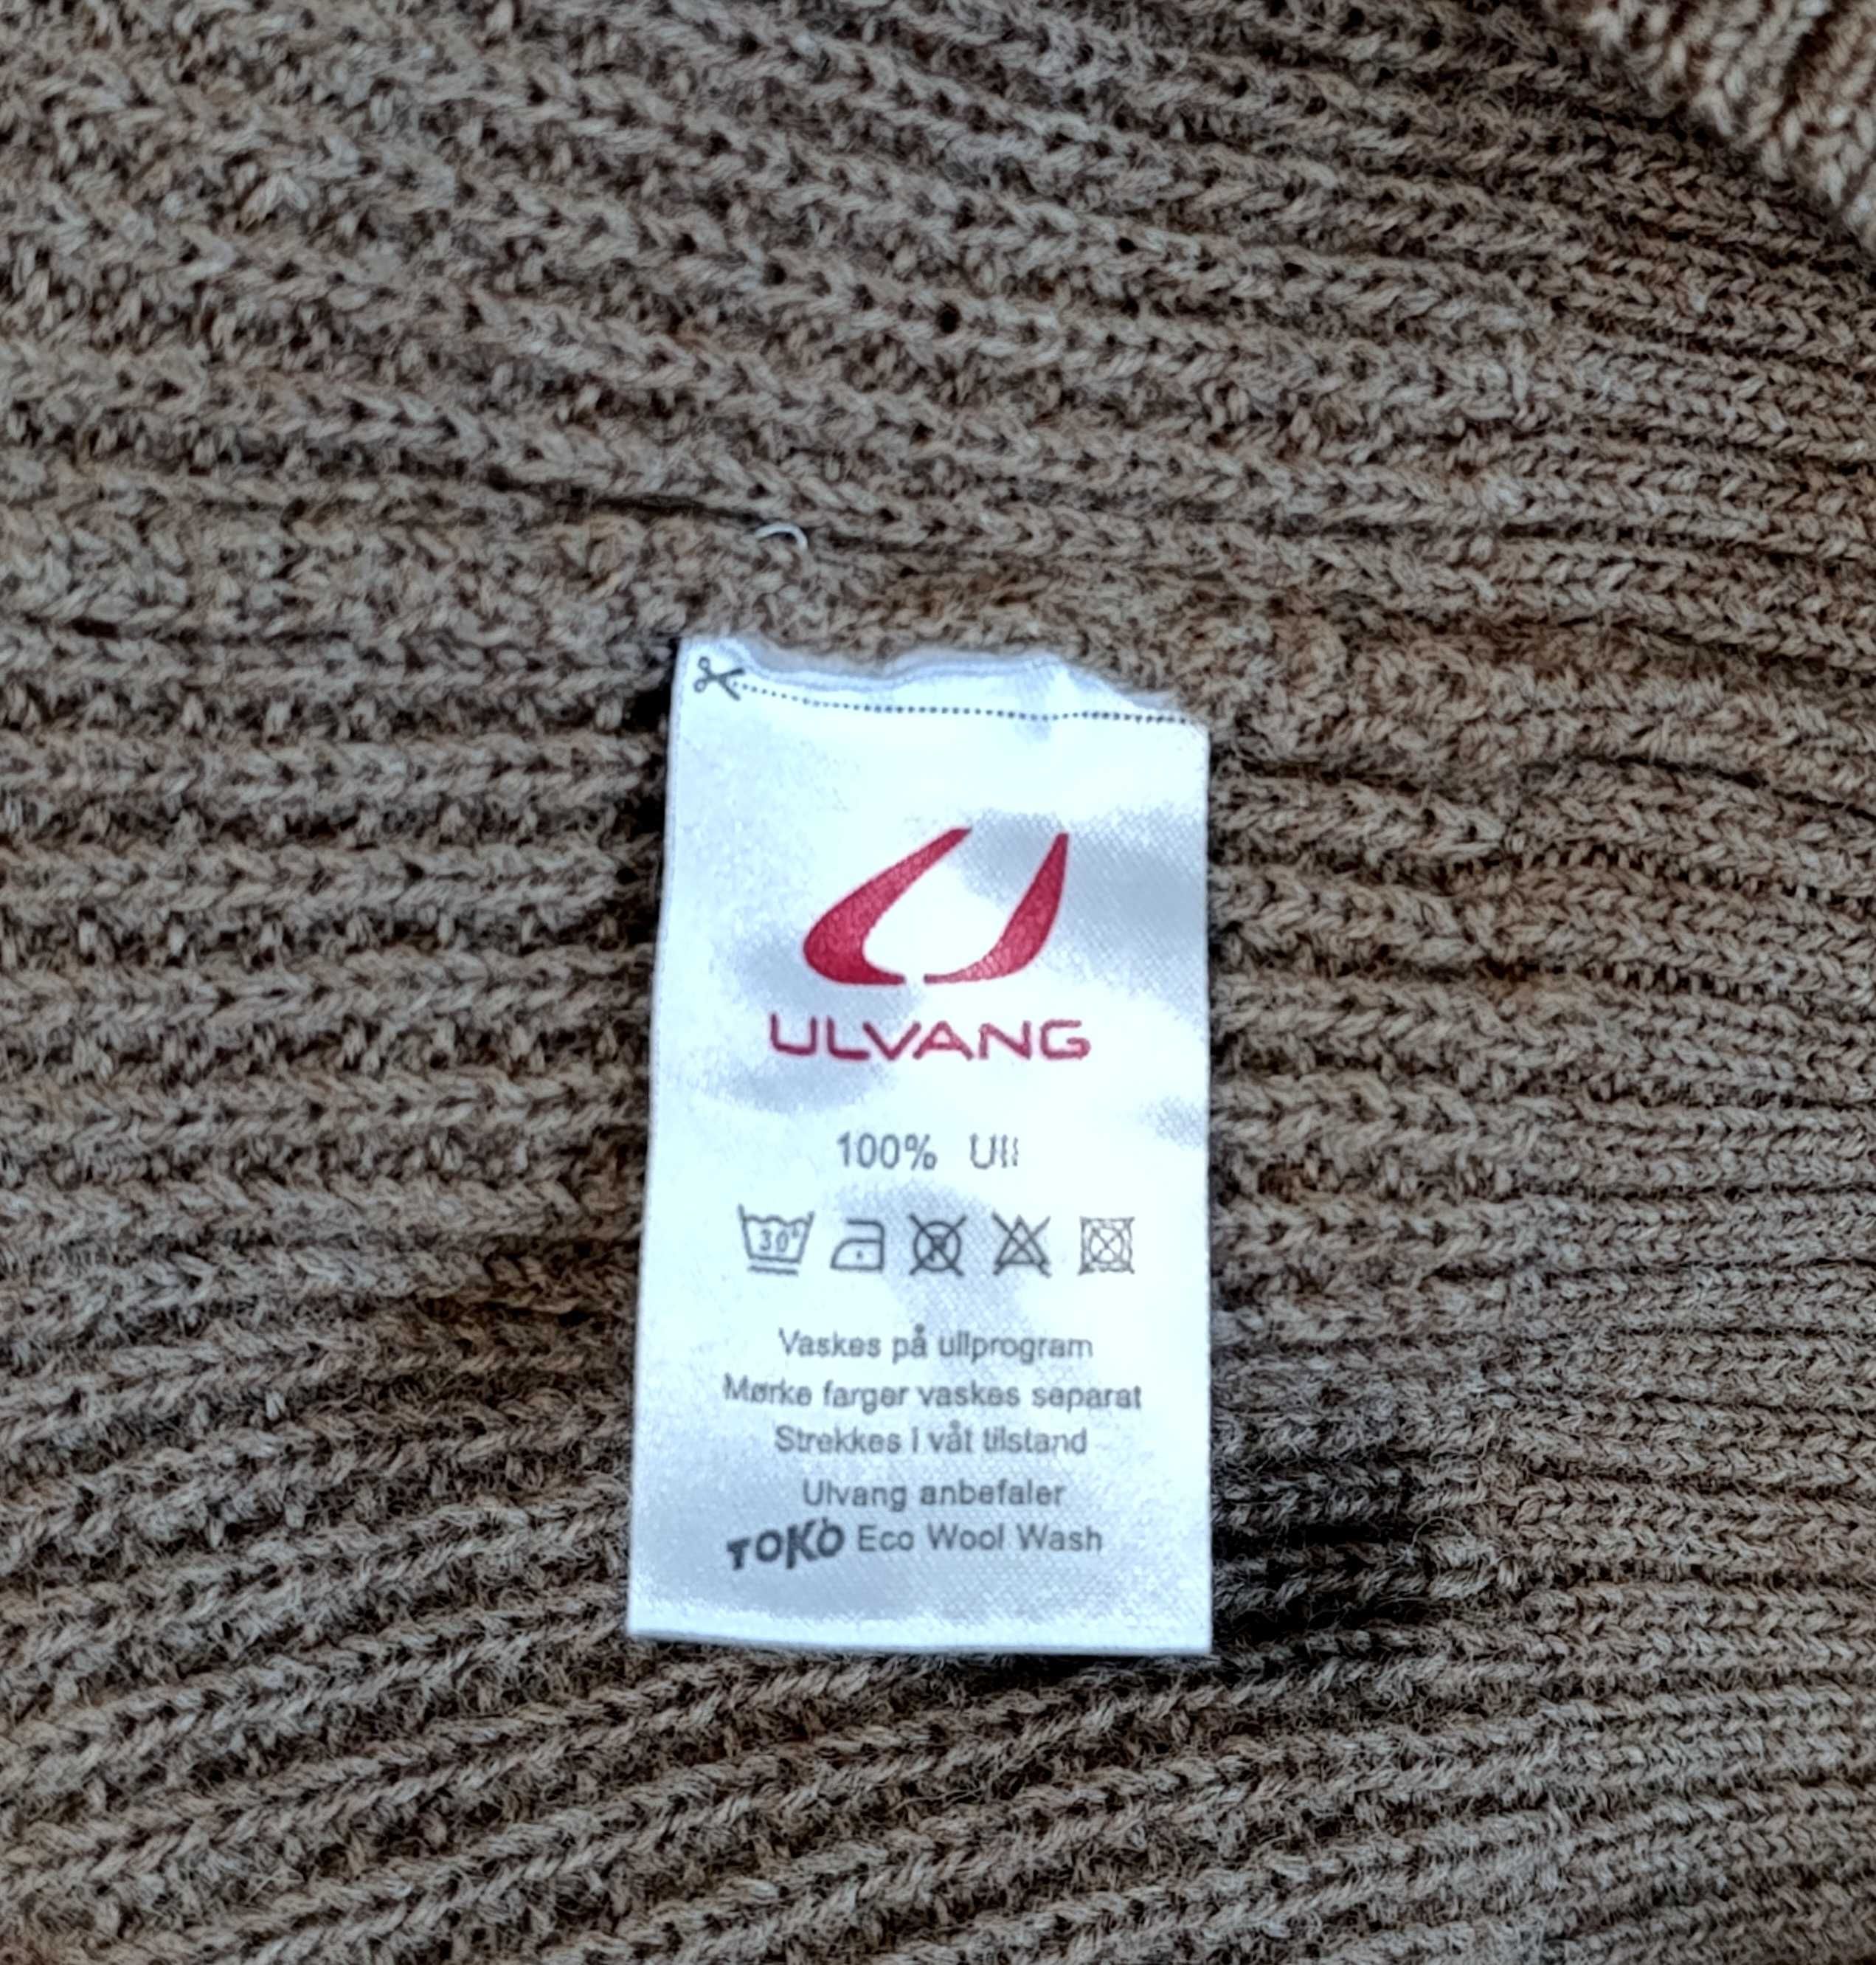 ULVANG
100% Ull
30°
Vaskes på ullprogram
Mørke farger vaskes separat
Strekkes i våt tilstand
Ulvang anbefaler
TOKO Eco Wool Wash